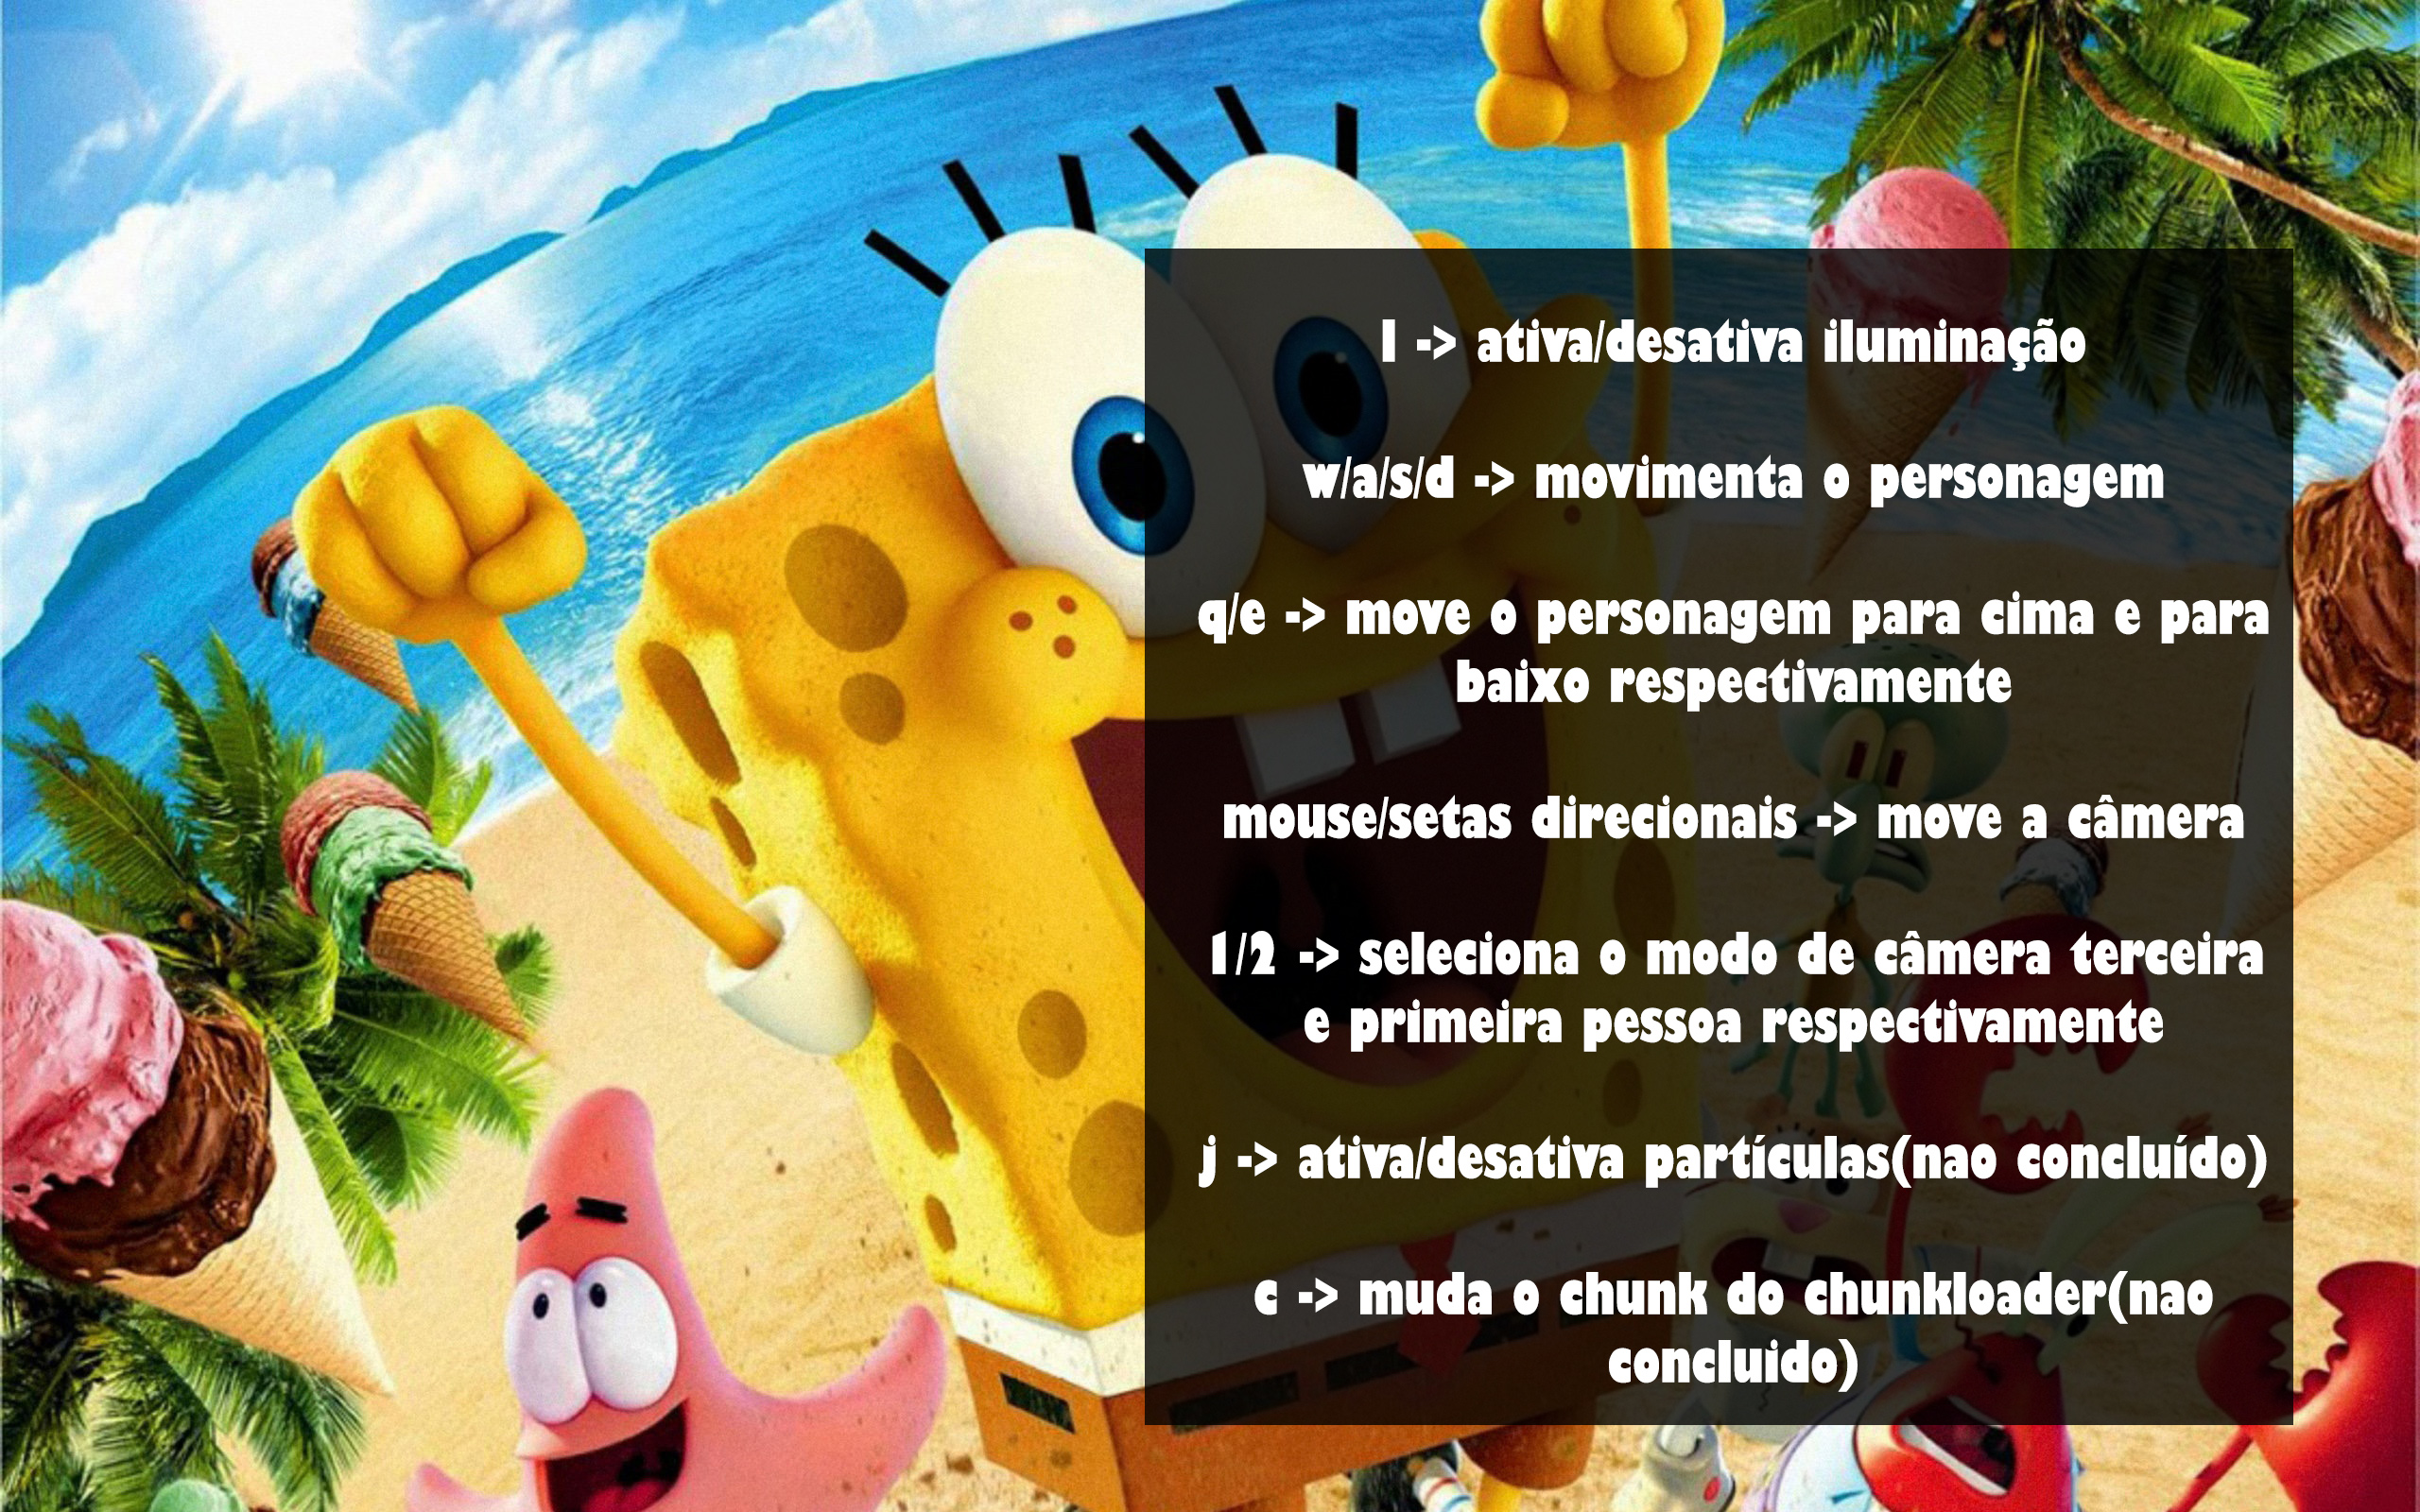 l -> ativa/desativa iluminação
w/a/s/d -> movimenta o personagem
q/e -> move o personagem para cima e para
baixo respectivamente
mouse/setas direcionais -> move a câmera
1/2 -> seleciona o modo de câmera terceira
e primeira pessoa respectivamente
j -> ativa/desativa partículas(nao concluído)
c -> muda o chunk do chunkloader(nao
concluido)